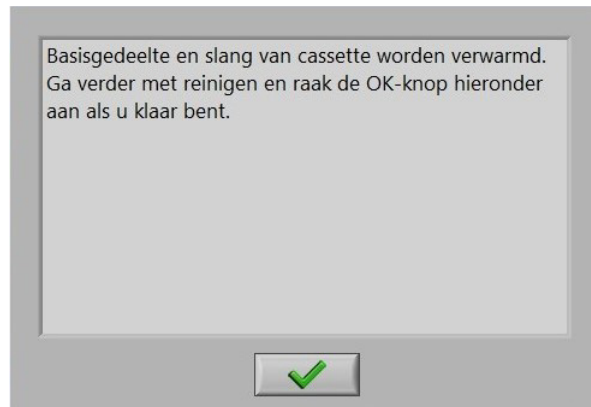 Basisgedeelte en slang van cassette worden verwarmd.
Ga verder met reinigen en raak de OK-knop hieronder
aan als u klaar bent.